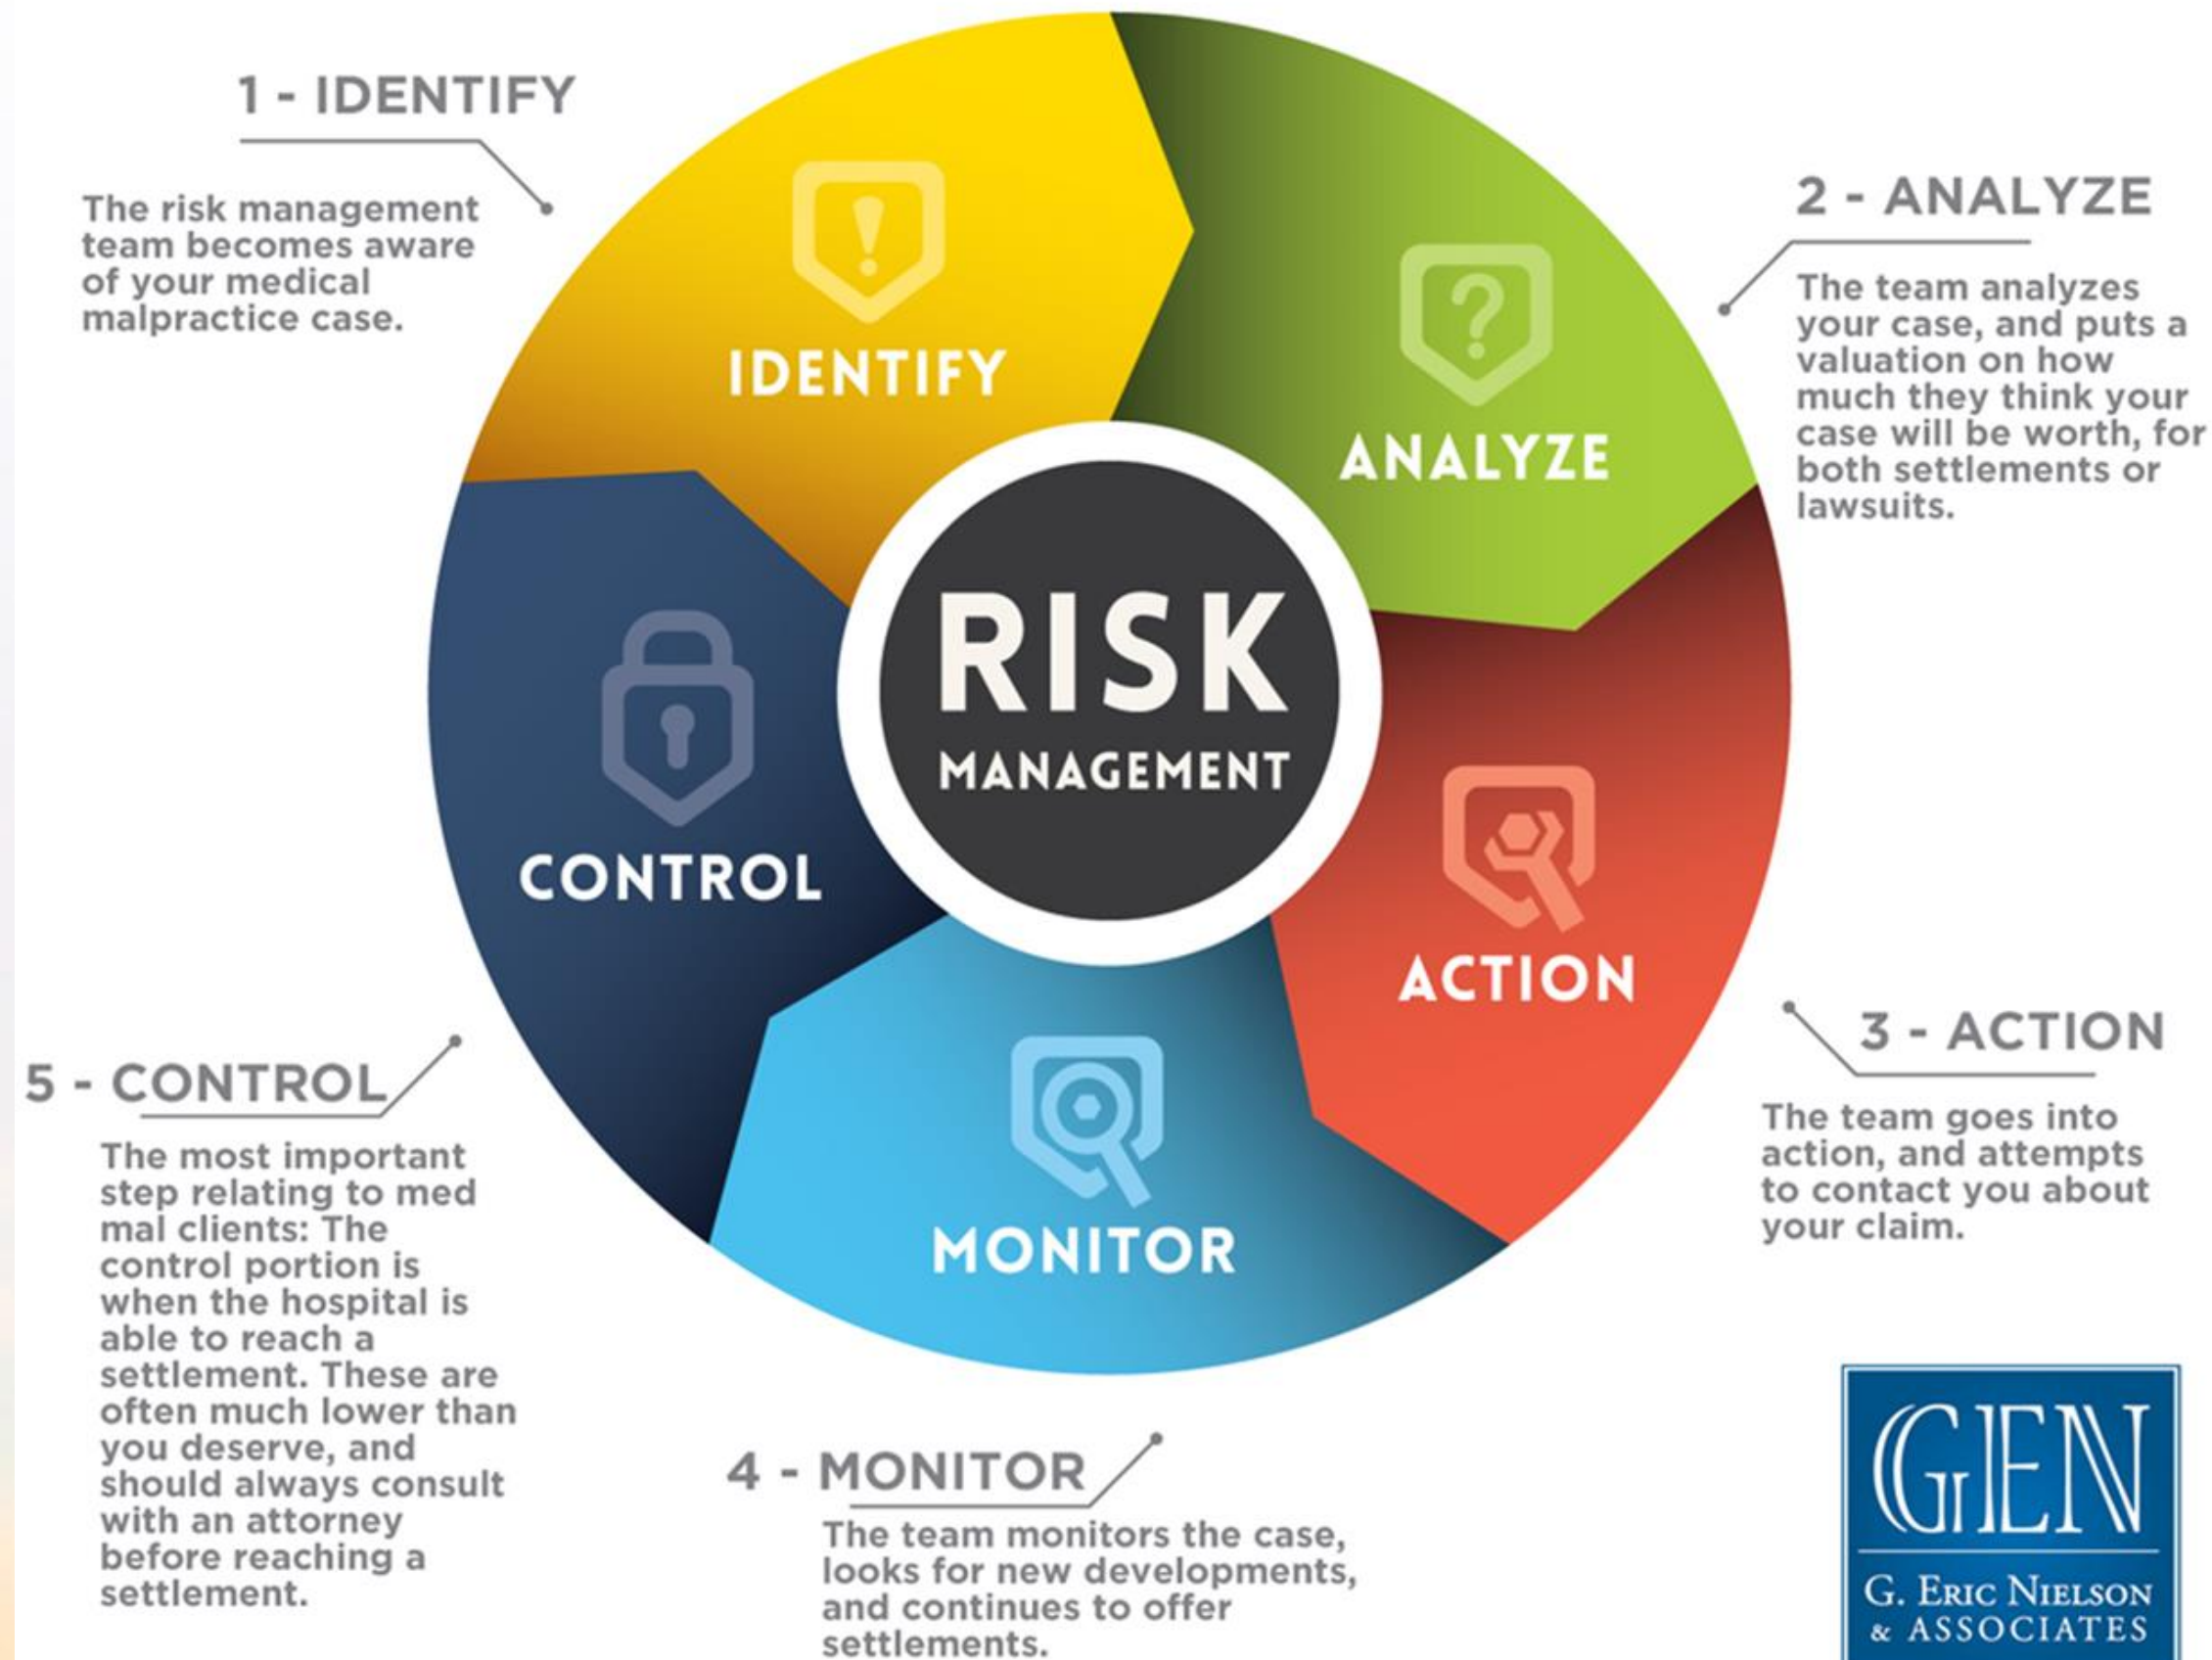 1 - IDENTIFY
The risk management
team becomes aware
of your medical
malpractice case.
2 - ANALYZE
The team analyzes
your case, and puts a
valuation on how
much they think your
case will be worth, for
both settlements or
lawsuits.
IDENTIFY
ANALYZE
RISK
MANAGEMENT
CONTROL
ACTION
MONITOR
3 - ACTION
The team goes into
action, and attempts
to contact you about
your claim.
4 - MONITOR
The team monitors the case,
looks for new developments,
and continues to offer
settlements.
5 - CONTROL
The most important
step relating to med
mal clients: The
control portion is
when the hospital is
able to reach a
settlement. These are
often much lower than
you deserve, and
should always consult
with an attorney
before reaching a
settlement.
GEN
G. ERIC NIELSON
& ASSOCIATES